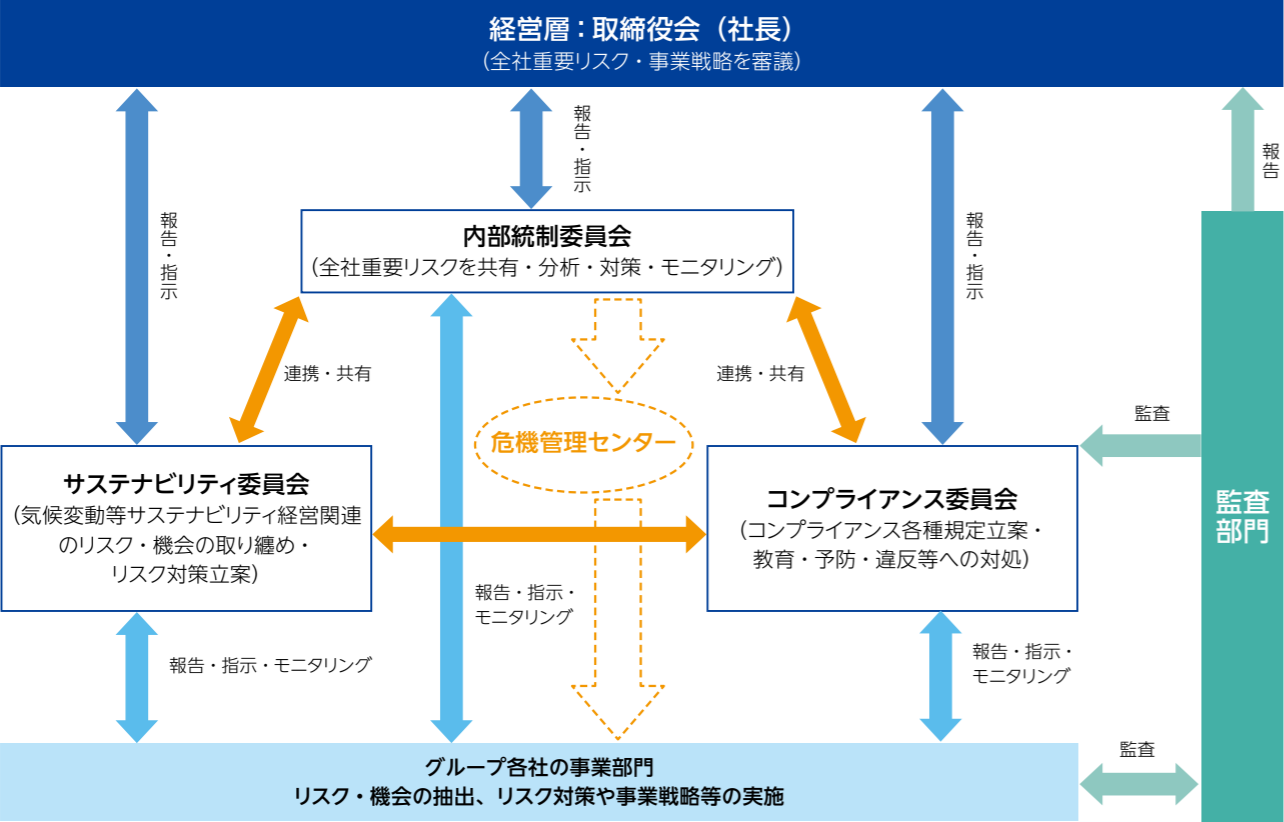 経営層：取締役会（社長）
（全社重要リスク・事業戦略を審議）
報告・指示
報告・指示
報告・指示
報告
内部統制委員会
（全社重要リスクを共有・分析・対策・モニタリング）
連携・共有
連携・共有
危機管理センター
監査
サステナビリティ委員会
（気候変動等サステナビリティ経営関連
のリスク・機会の取り纏め・
リスク対策立案）
コンプライアンス委員会
（コンプライアンス各種規定立案・
教育・予防・違反等への対処）
監査
部門
報告・指示・
モニタリング
報告・指示・モニタリング
報告・指示・
モニタリング
グループ各社の事業部門
リスク・機会の抽出、リスク対策や事業戦略等の実施
監査